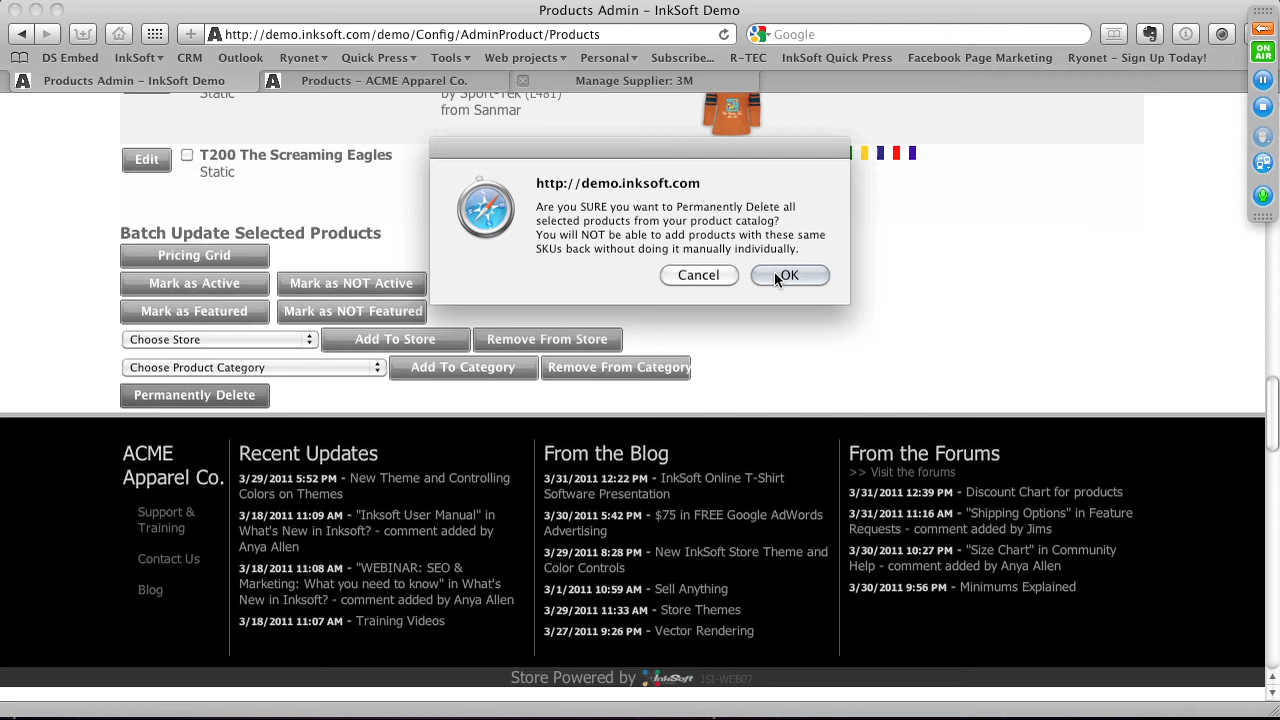 Products Admin - InkSoft Demo
http://demo.inksoft.com/demo/Config/AdminProduct/Products
Google
DS Embed InkSoft CRM Outlook Ryonet Quick Press Tools Web projects Personal Subscribe... R-TEC InkSoft Quick Press Facebook Page Marketing Ryonet - Sign Up Today!
Products Admin - InkSoft Demo Products - ACME Apparel Co. Manage Supplier: 3M
ON AIR
Static
by Sport-Tek (L481)
from Sanmar
Edit T200 The Screaming Eagles
Static
http://demo.inksoft.com
Are you SURE you want to Permanently Delete all
selected products from your product catalog?
You will NOT be able to add products with these same
SKUs back without doing it manually individually.
Cancel OK
Batch Update Selected Products
Pricing Grid
Mark as Active Mark as NOT Active
Mark as Featured Mark as NOT Featured
Choose Store Add To Store Remove From Store
Choose Product Category Add To Category Remove From Category
Permanently Delete
ACME
Apparel Co.
Support &
Training
Contact Us
Blog
Recent Updates
3/29/2011 5:52 PM - New Theme and Controlling
Colors on Themes
3/18/2011 11:09 AM - "Inksoft User Manual" in
What's New in Inksoft? - comment added by
Anya Allen
3/18/2011 11:08 AM - "WEBINAR: SEO &
Marketing: What you need to know" in What's
New in Inksoft? - comment added by Anya Allen
3/18/2011 11:07 AM - Training Videos
From the Blog
3/31/2011 12:22 PM - InkSoft Online T-Shirt
Software Presentation
3/30/2011 5:42 PM - $75 in FREE Google AdWords
Advertising
3/29/2011 8:28 PM - New InkSoft Store Theme and
Color Controls
3/1/2011 10:59 AM - Sell Anything
3/29/2011 11:33 AM - Store Themes
3/27/2011 9:26 PM - Vector Rendering
From the Forums
>> Visit the forums
3/31/2011 12:39 PM - Discount Chart for products
3/31/2011 11:16 AM - "Shipping Options" in Feature
Requests - comment added by Jims
3/30/2011 10:27 PM - "Size Chart" in Community
Help - comment added by Anya Allen
3/30/2011 9:56 PM - Minimums Explained
Store Powered by InkSoft JSI-WEB07